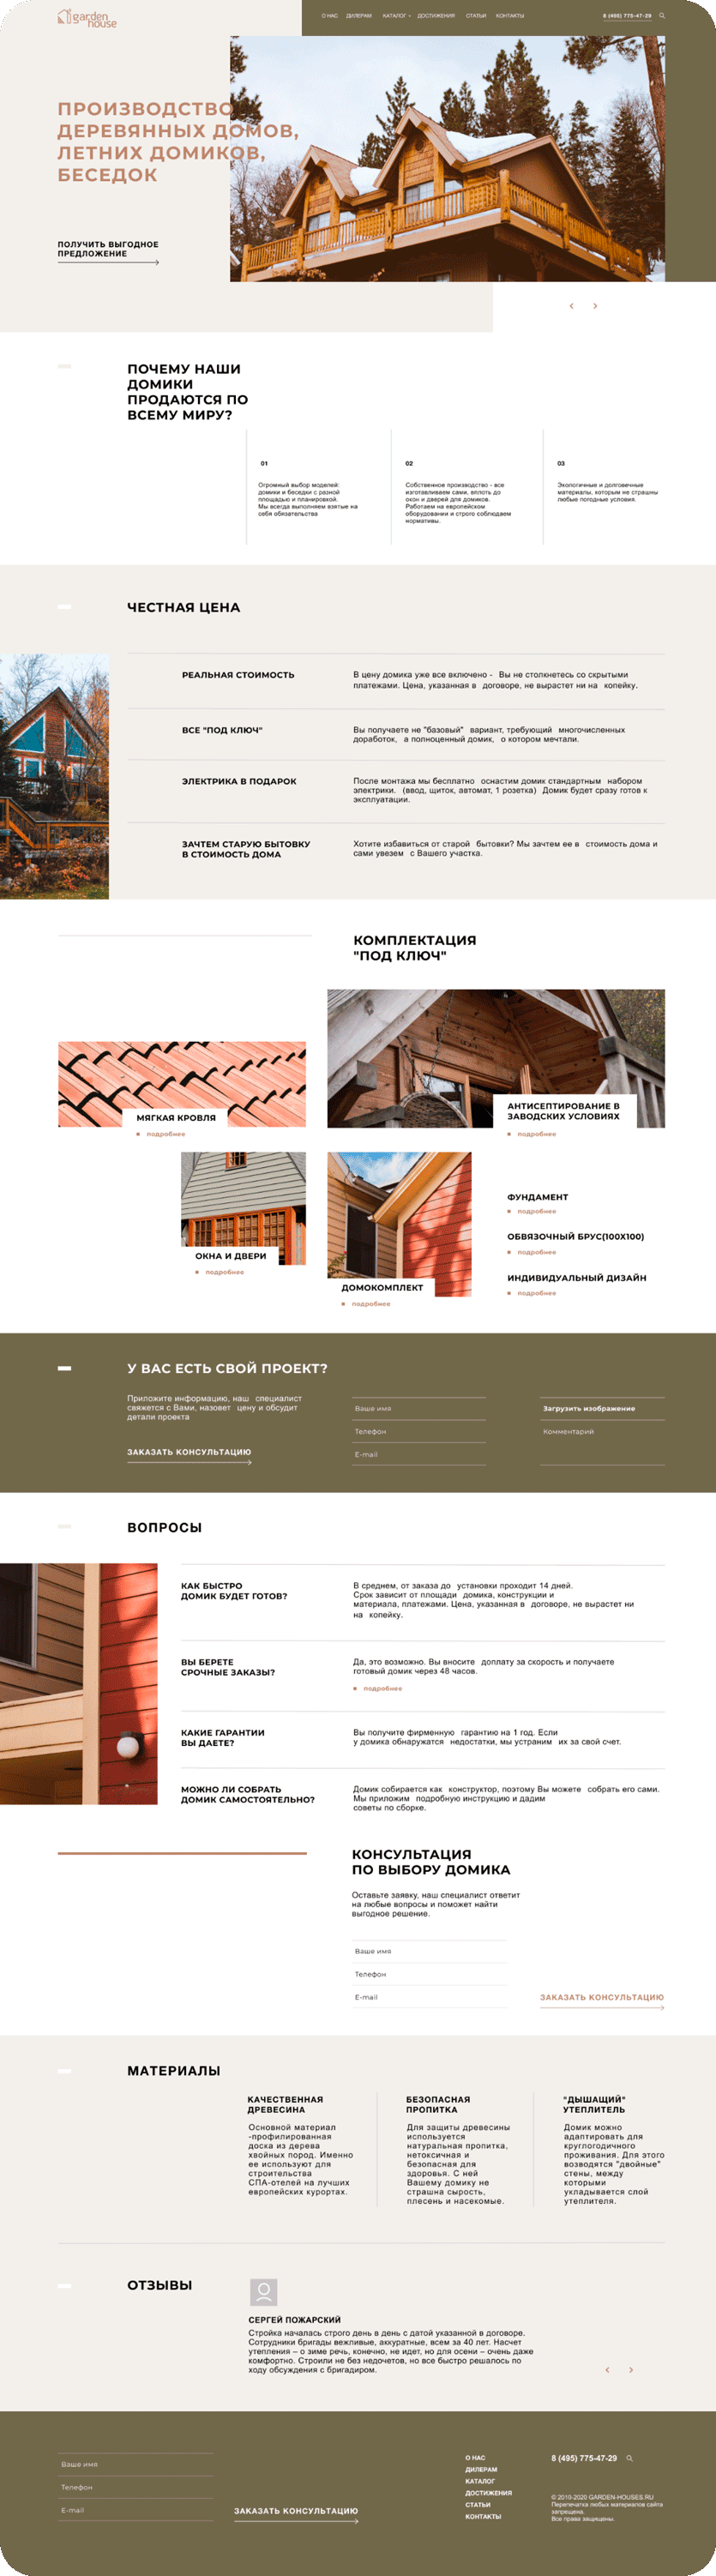 garden
house
О НАС ДИЛЕРАМ КАТАЛОГ ДОСТИЖЕНИЯ СТАТЬИ КОНТАКТЫ 8 (495) 775-47-29
ПРОИЗВОДСТВО
ДЕРЕВЯННЫХ ДОМОВ,
ЛЕТНИХ ДОМИКОВ,
БЕСЕДОК
ПОЛУЧИТЬ ВЫГОДНОЕ
ПРЕДЛОЖЕНИЕ
ПОЧЕМУ НАШИ
ДОМИКИ
ПРОДАЮТСЯ ПО
ВСЕМУ МИРУ?
01
Огромный выбор моделей:
домики и беседки с разной
площадью и планировкой.
Мы всегда выполняем взятые на
себя обязательства
02
Собственное производство - все
изготавливаем сами, вплоть до
окон и дверей для домиков.
Работаем на европейском
оборудовании и строго соблюдаем
нормативы.
03
Экологичные и долговечные
материалы, которым не страшны
любые погодные условия.
ЧЕСТНАЯ ЦЕНА
РЕАЛЬНАЯ СТОИМОСТЬ
В цену домика уже все включено - Вы не столкнетесь со скрытыми
платежами. Цена, указанная в договоре, не вырастет ни на копейку.
ВСЕ "ПОД КЛЮЧ"
Вы получаете не "базовый" вариант, требующий многочисленных
доработок, а полноценный домик, о котором мечтали.
ЭЛЕКТРИКА В ПОДАРОК
После монтажа мы бесплатно оснастим домик стандартным набором
электрики. (ввод, щиток, автомат, 1 розетка) Домик будет сразу готов к
эксплуатации.
ЗАЧТЕМ СТАРУЮ БЫТОВКУ
В СТОИМОСТЬ ДОМА
Хотите избавиться от старой бытовки? Мы зачтем ее в стоимость дома и
сами увезем с Вашего участка.
КОМПЛЕКТАЦИЯ
"ПОД КЛЮЧ"
МЯГКАЯ КРОВЛЯ
подробнее
АНТИСЕПТИРОВАНИЕ В
ЗАВОДСКИХ УСЛОВИЯХ
подробнее
ОКНА И ДВЕРИ
подробнее
ДОМОКОМПЛЕКТ
подробнее
ФУНДАМЕНТ
подробнее
ОБВЯЗОЧНЫЙ БРУС(100Х100)
подробнее
ИНДИВИДУАЛЬНЫЙ ДИЗАЙН
подробнее
У ВАС ЕСТЬ СВОЙ ПРОЕКТ?
Приложите информацию, наш специалист
свяжется с Вами, назовет цену и обсудит
детали проекта
ЗАКАЗАТЬ КОНСУЛЬТАЦИЮ
Ваше имя
Телефон
E-mail
Загрузить изображение
Комментарий
ВОПРОСЫ
КАК БЫСТРО
ДОМИК БУДЕТ ГОТОВ?
В среднем, от заказа до установки проходит 14 дней.
Срок зависит от площади домика, конструкции и
материала, платежами. Цена, указанная в договоре, не вырастет ни
на копейку.
ВЫ БЕРЕТЕ
СРОЧНЫЕ ЗАКАЗЫ?
Да, это возможно. Вы вносите доплату за скорость и получаете
готовый домик через 48 часов.
подробнее
КАКИЕ ГАРАНТИИ
ВЫ ДАЕТЕ?
Вы получите фирменную гарантию на 1 год. Если
у домика обнаружатся недостатки, мы устраним их за свой счет.
МОЖНО ЛИ СОБРАТЬ
ДОМИК САМОСТОЯТЕЛЬНО?
Домик собирается как конструктор, поэтому Вы можете собрать его сами.
Мы приложим подробную инструкцию и дадим
советы по сборке.
КОНСУЛЬТАЦИЯ
ПО ВЫБОРУ ДОМИКА
Оставьте заявку, наш специалист ответит
на любые вопросы и поможет найти
выгодное решение.
Ваше имя
Телефон
E-mail
ЗАКАЗАТЬ КОНСУЛЬТАЦИЮ
МАТЕРИАЛЫ
КАЧЕСТВЕННАЯ
ДРЕВЕСИНА
Основной материал
-профилированная
доска из дерева
хвойных пород. Именно
ее используют для
строительства
СПА-отелей на лучших
европейских курортах.
БЕЗОПАСНАЯ
ПРОПИТКА
Для защиты древесины
используется
натуральная пропитка,
нетоксичная и
безопасная для
здоровья. С ней
Вашему домику не
страшна сырость,
плесень и насекомые.
"ДЫШАЩИЙ"
УТЕПЛИТЕЛЬ
Домик можно
адаптировать для
круглогодичного
проживания. Для этого
возводятся "двойные"
стены, между
которыми
укладывается слой
утеплителя.
ОТЗЫВЫ
СЕРГЕЙ ПОЖАРСКИЙ
Стройка началась строго день в день с датой указанной в договоре.
Сотрудники бригады вежливые, аккуратные, всем за 40 лет. Насчет
утепления – о зиме речь, конечно, не идет, но для осени – очень даже
комфортно. Строили не без недочетов, но все быстро решалось по
ходу обсуждения с бригадиром.
Ваше имя
Телефон
E-mail
ЗАКАЗАТЬ КОНСУЛЬТАЦИЮ
О НАС
ДИЛЕРАМ
КАТАЛОГ
ДОСТИЖЕНИЯ
СТАТЬИ
КОНТАКТЫ
8 (495) 775-47-29
© 2010-2020 GARDEN-HOUSES.RU
Перепечатка любых материалов сайта
запрещена.
Все права защищены.